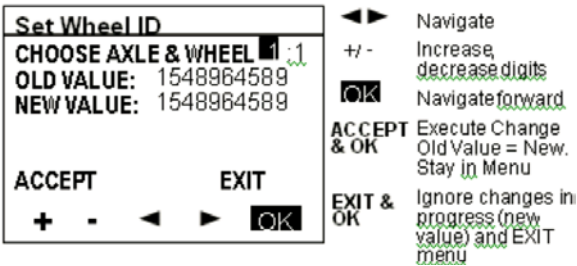 Set Wheel ID
CHOOSE AXLE & WHEEL 1 :1
OLD VALUE: 1548964589
NEW VALUE: 1548964589
ACCEPT EXIT
+ - ◄ ► OK
◄► Navigate
+/- Increase,
decrease digits
OK Navigate forward
ACCEPT & OK Execute Change
Old Value = New.
Stay in Menu
EXIT & OK Ignore changes in
progress (new
value) and EXIT
menu